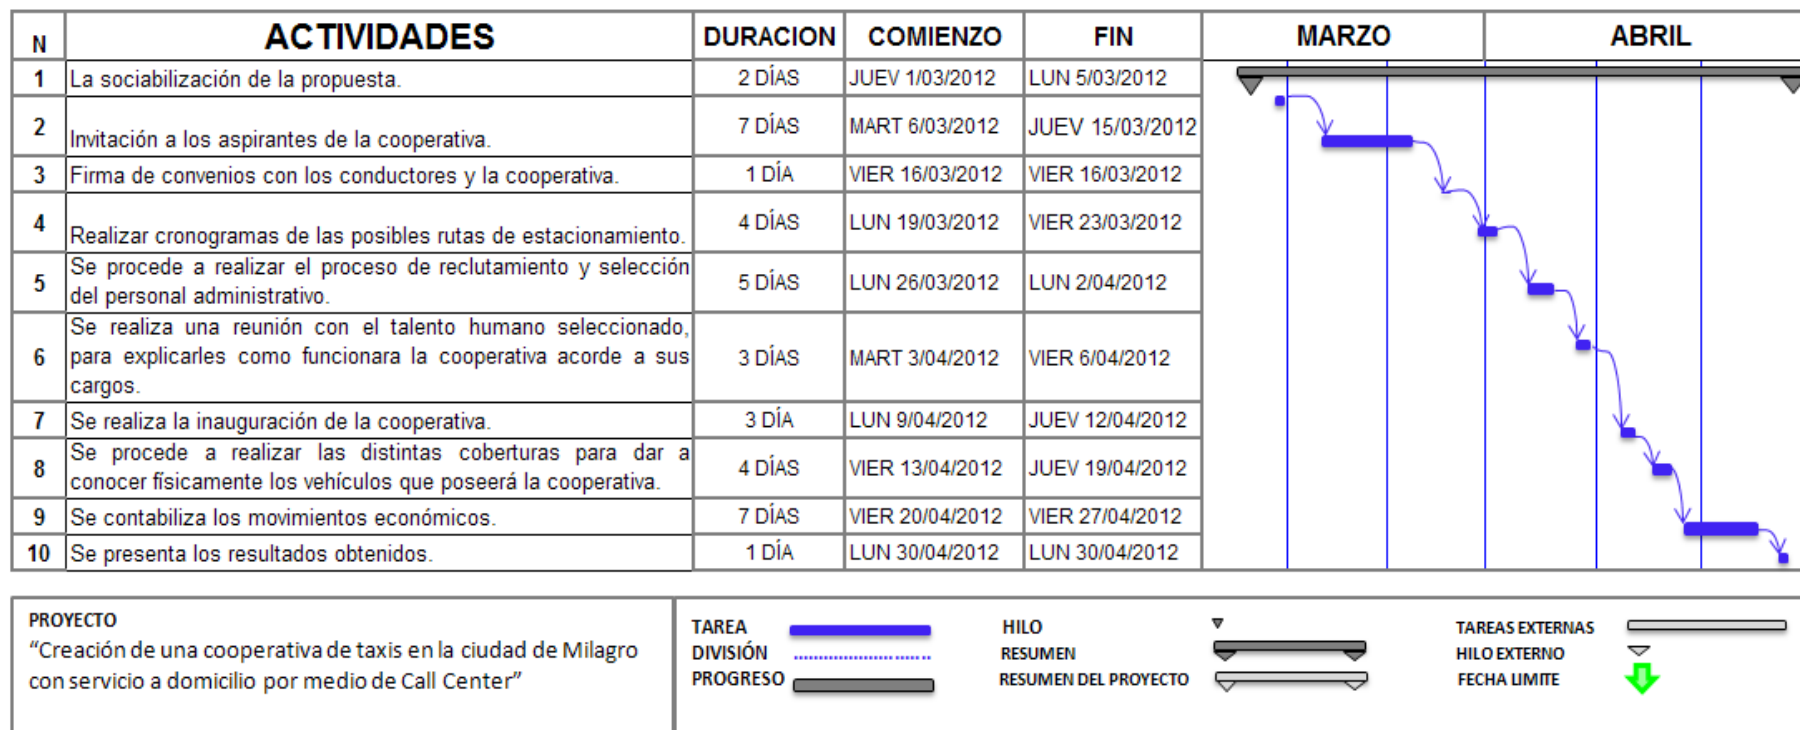 N ACTIVIDADES DURACION COMIENZO FIN MARZO ABRIL
1 La sociabilización de la propuesta. 2 DÍAS JUEV 1/03/2012 LUN 5/03/2012
2 Invitación a los aspirantes de la cooperativa. 7 DÍAS MART 6/03/2012 JUEV 15/03/2012
3 Firma de convenios con los conductores y la cooperativa. 1 DÍA VIER 16/03/2012 VIER 16/03/2012
4 Realizar cronogramas de las posibles rutas de estacionamiento. 4 DÍAS LUN 19/03/2012 VIER 23/03/2012
5 Se procede a realizar el proceso de reclutamiento y selección
del personal administrativo. 5 DÍAS LUN 26/03/2012 LUN 2/04/2012
6 Se realiza una reunión con el talento humano seleccionado,
para explicarles como funcionara la cooperativa acorde a sus
cargos. 3 DÍAS MART 3/04/2012 VIER 6/04/2012
7 Se realiza la inauguración de la cooperativa. 3 DÍA LUN 9/04/2012 JUEV 12/04/2012
8 Se procede a realizar las distintas coberturas para dar a
conocer físicamente los vehículos que poseerá la cooperativa. 4 DÍAS VIER 13/04/2012 JUEV 19/04/2012
9 Se contabiliza los movimientos económicos. 7 DÍAS VIER 20/04/2012 VIER 27/04/2012
10 Se presenta los resultados obtenidos. 1 DÍA LUN 30/04/2012 LUN 30/04/2012
PROYECTO
“Creación de una cooperativa de taxis en la ciudad de Milagro
con servicio a domicilio por medio de Call Center”
TAREA
DIVISIÓN
PROGRESO
HILO
RESUMEN
RESUMEN DEL PROYECTO
TAREAS EXTERNAS
HILO EXTERNO
FECHA LIMITE